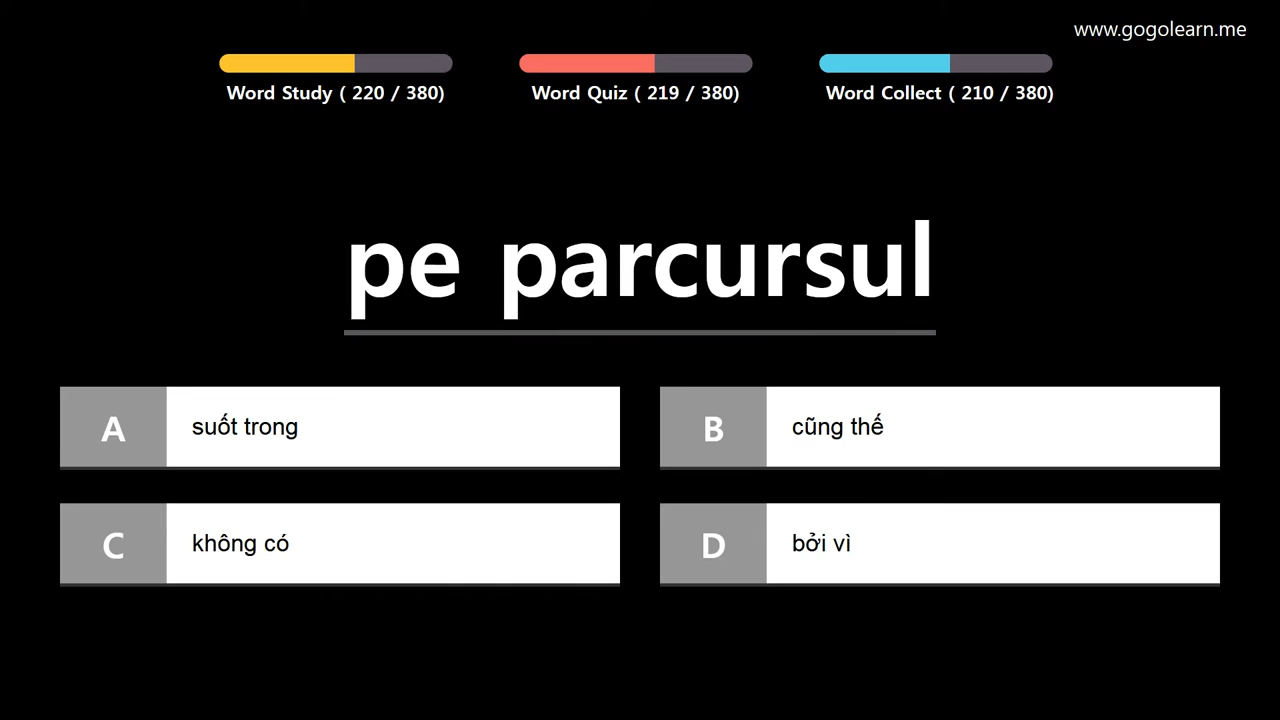 www.gogolearn.me
Word Study ( 220 / 380)
Word Quiz ( 219 / 380)
Word Collect ( 210 / 380)
pe parcursul
A suốt trong
B cũng thế
C không có
D bởi vì